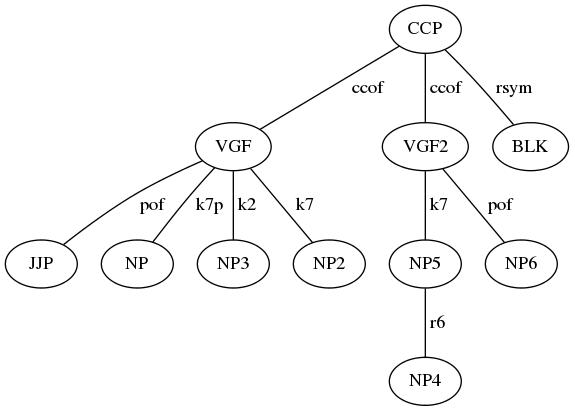 CCP
ccof ccof rsym
VGF VGF2 BLK
pof k7p k2 k7 k7 pof
JJP NP NP3 NP2 NP5 NP6
r6
NP4